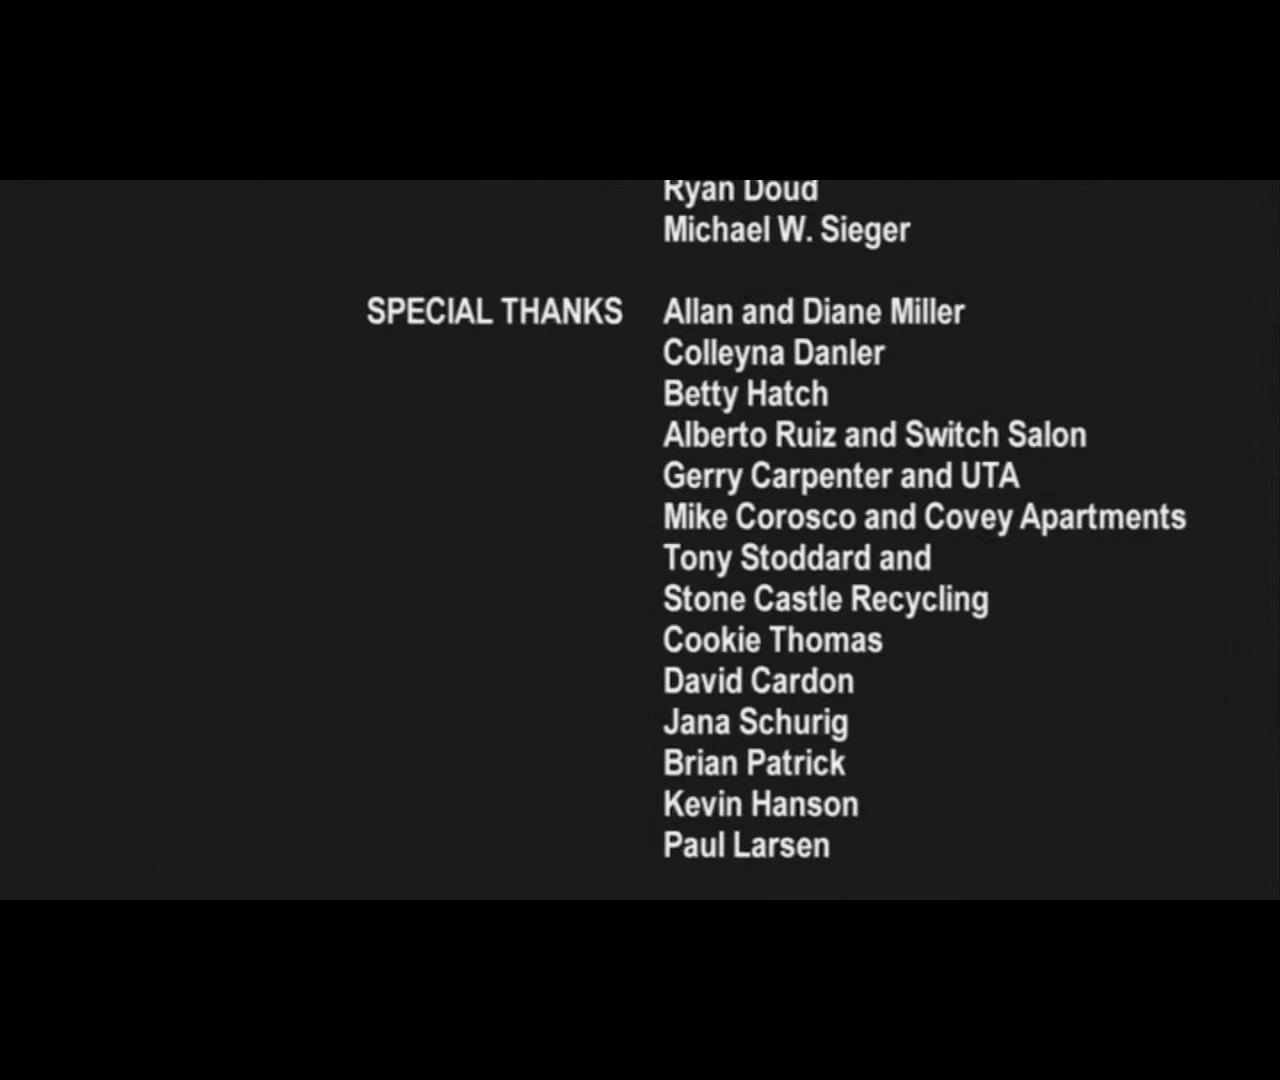 Ryan Doud
Michael W. Sieger
SPECIAL THANKS Allan and Diane Miller
Colleyna Danler
Betty Hatch
Alberto Ruiz and Switch Salon
Gerry Carpenter and UTA
Mike Corosco and Covey Apartments
Tony Stoddard and
Stone Castle Recycling
Cookie Thomas
David Cardon
Jana Schurig
Brian Patrick
Kevin Hanson
Paul Larsen